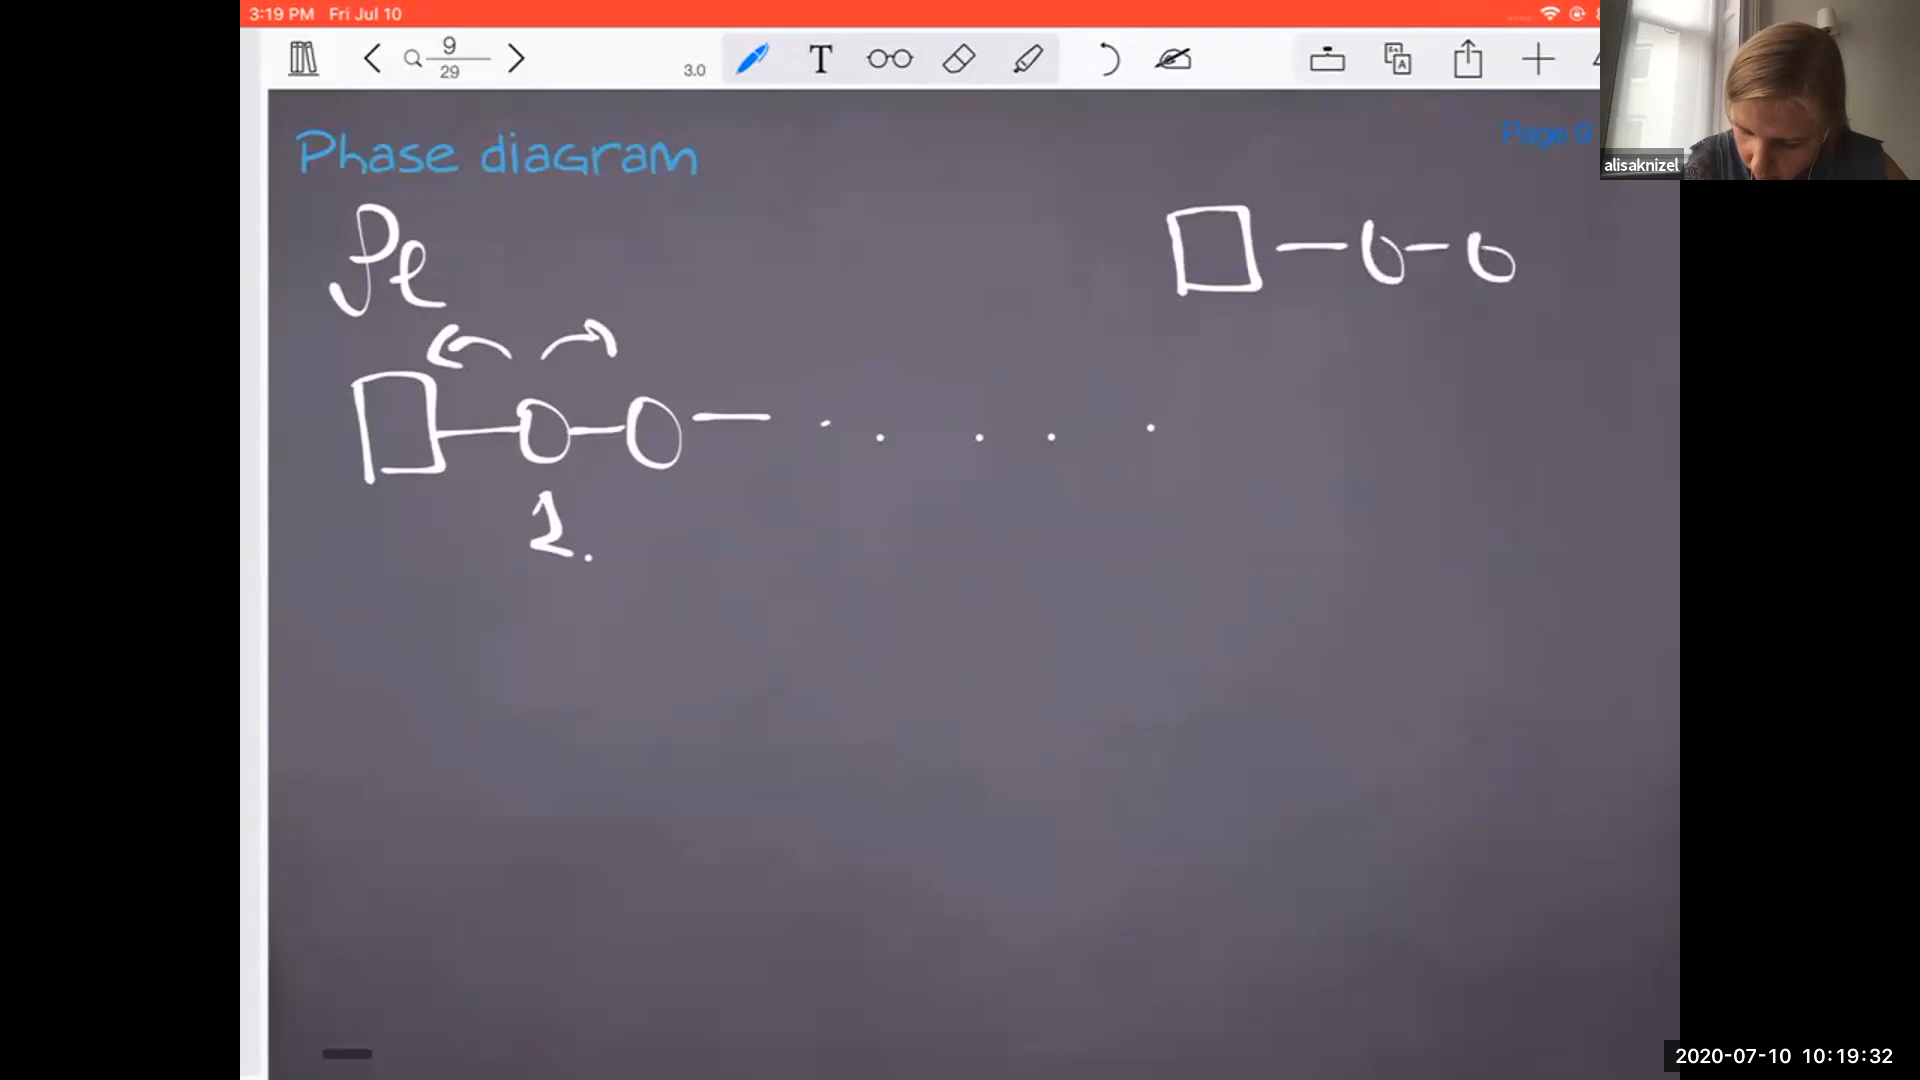 3:19 PM Fri Jul 10
9
29
3.0
T
Page 9
alisaknizel
Phase diagram
ρℓ
1.
2020-07-10 10:19:32